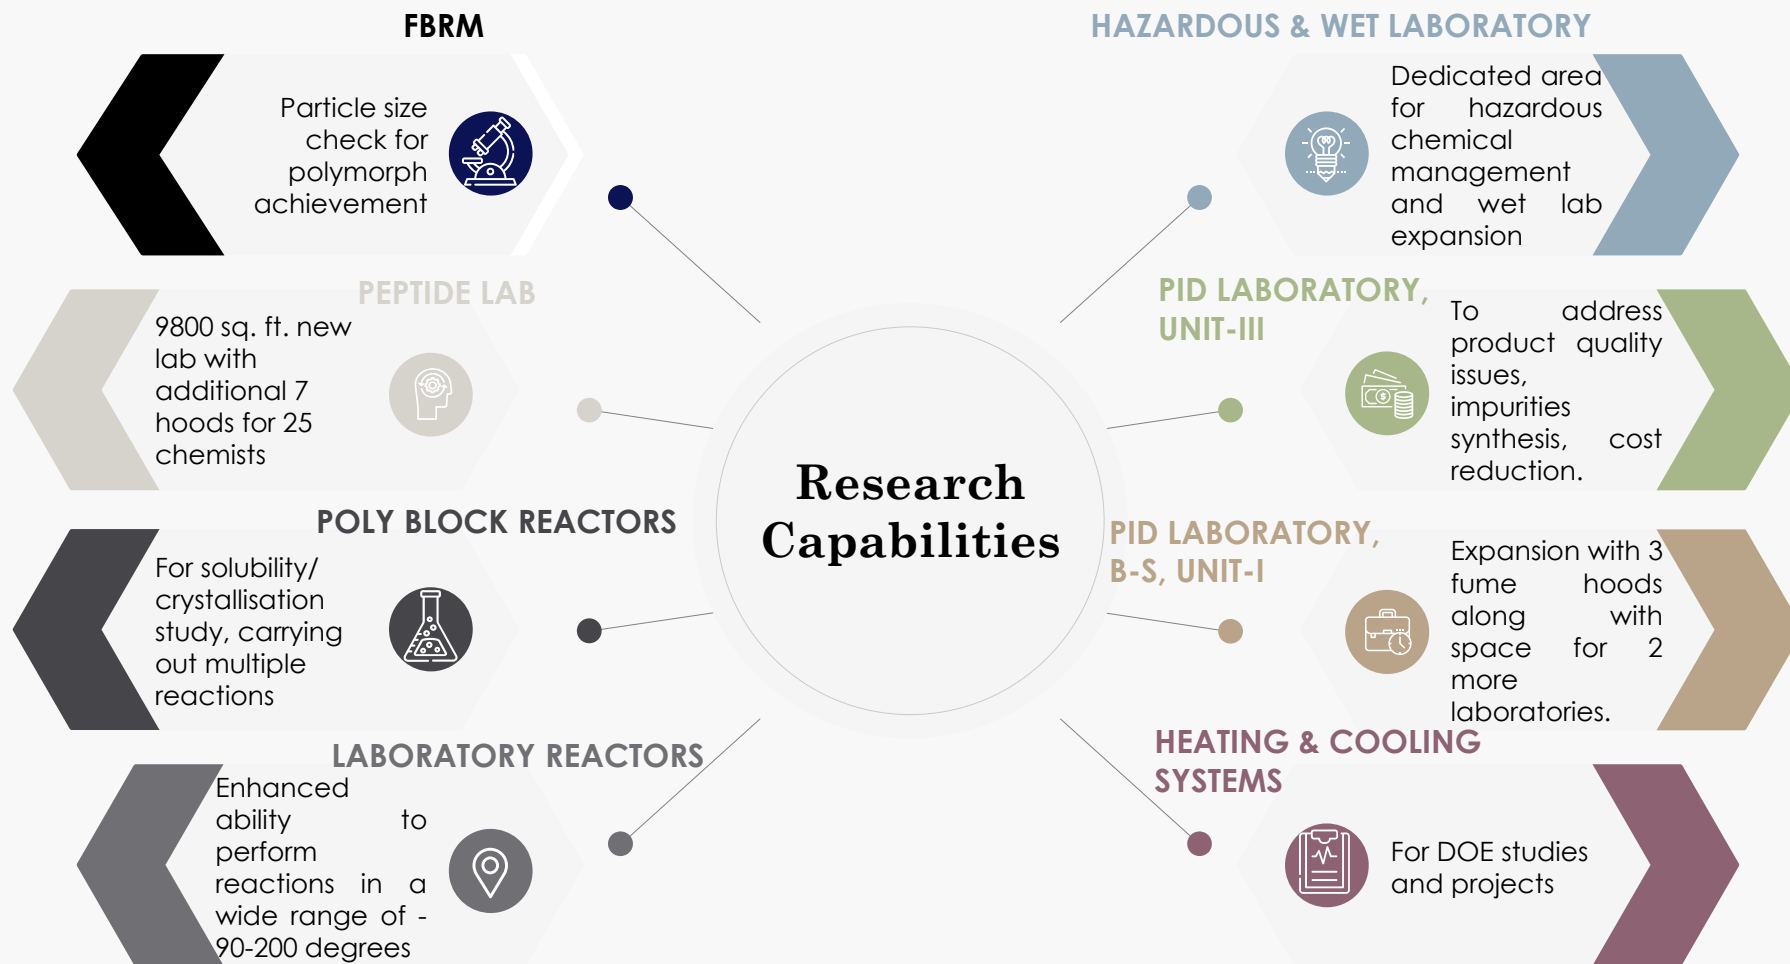 FBRM
Particle size
check for
polymorph
achievement
PEPTIDE LAB
9800 sq. ft. new
lab with
additional 7
hoods for 25
chemists
POLY BLOCK REACTORS
For solubility/
crystallisation
study, carrying
out multiple
reactions
LABORATORY REACTORS
Enhanced
ability to
perform
reactions in a
wide range of -
90-200 degrees
Research
Capabilities
HAZARDOUS & WET LABORATORY
Dedicated area
for hazardous
chemical
management
and wet lab
expansion
PID LABORATORY,
UNIT-III
To address
product quality
issues,
impurities
synthesis, cost
reduction.
PID LABORATORY,
B-S, UNIT-I
Expansion with 3
fume hoods
along with
space for 2
more
laboratories.
HEATING & COOLING
SYSTEMS
For DOE studies
and projects